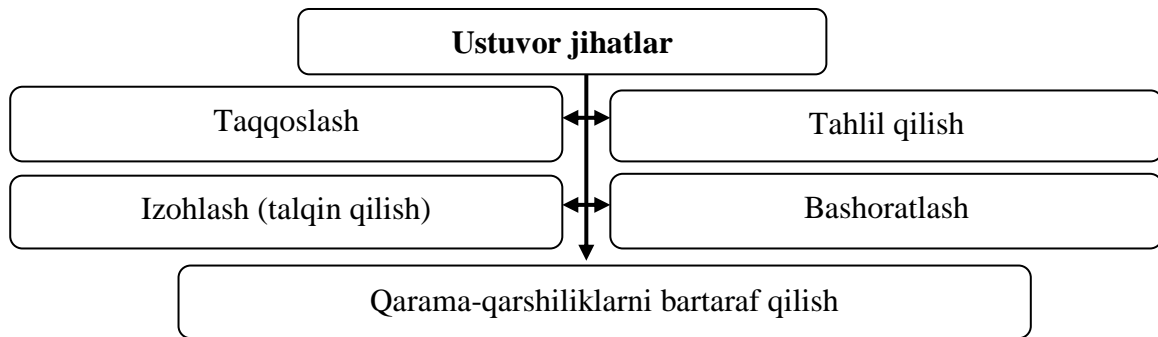 Ustuvor jihatlar
Taqqoslash
Tahlil qilish
Izohlash (talqin qilish)
Bashoratlash
Qarama-qarshiliklarni bartaraf qilish